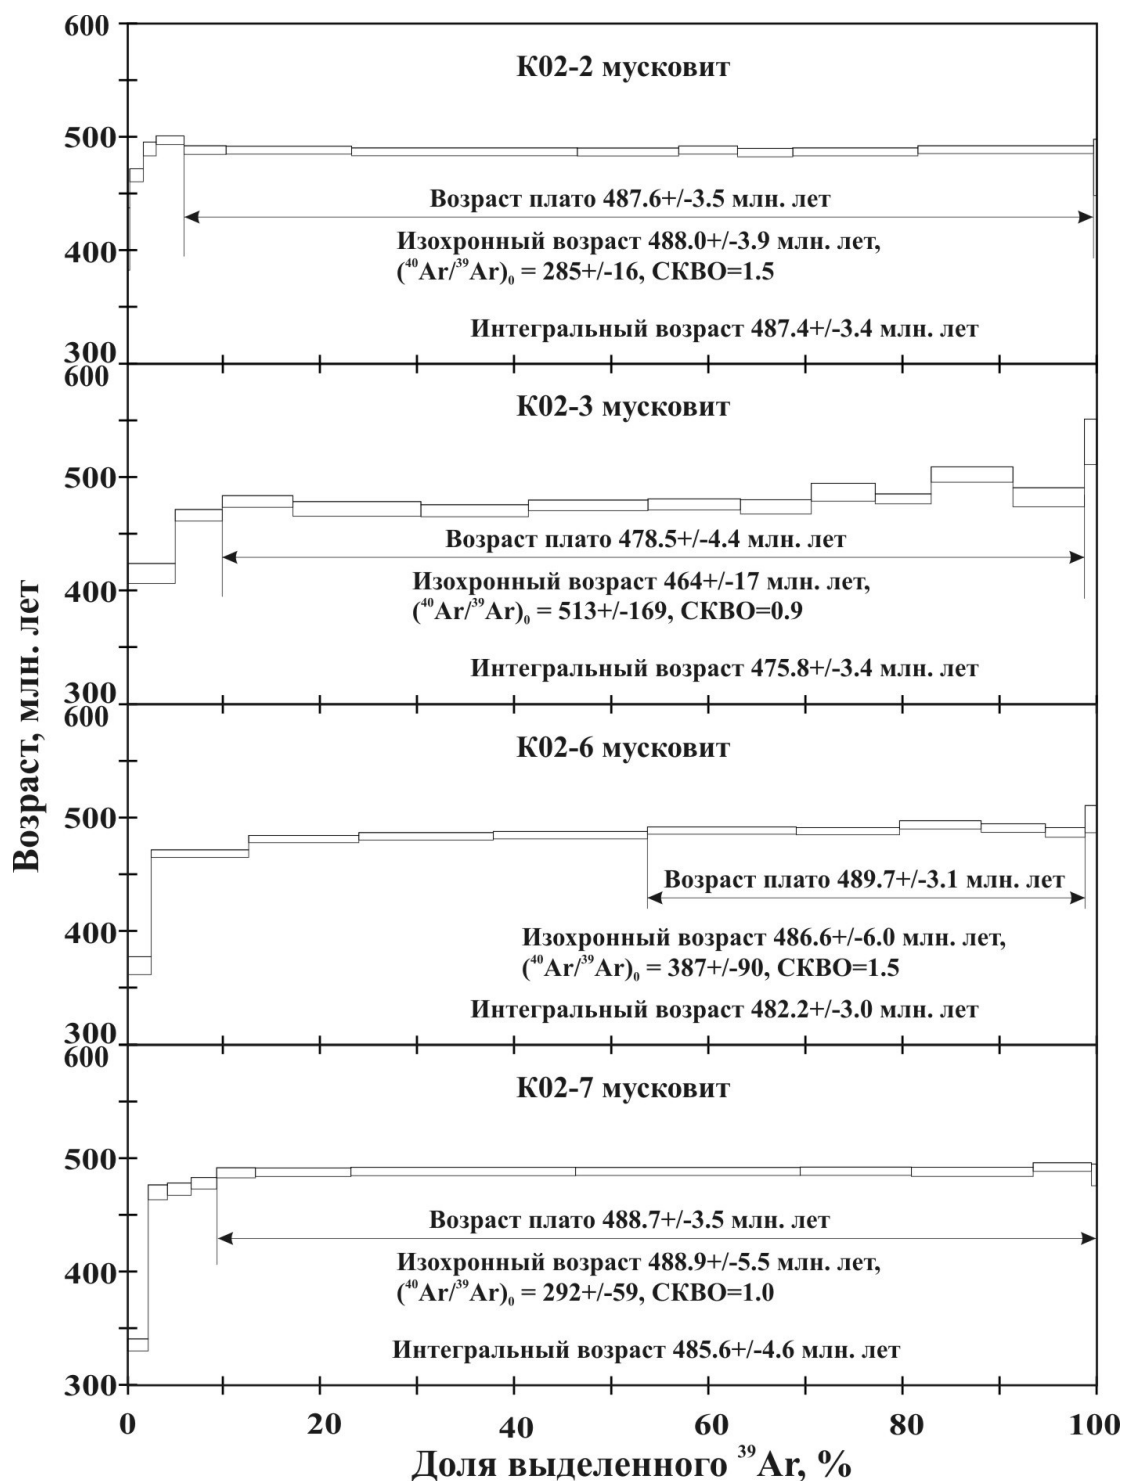 600
К02-2 мусковит
500
Возраст плато 487.6+/-3.5 млн. лет
400
Изохронный возраст 488.0+/-3.9 млн. лет,
(⁴⁰Ar/³⁹Ar)₀ = 285+/-16, СКВО=1.5
Интегральный возраст 487.4+/-3.4 млн. лет
300
600
К02-3 мусковит
500
Возраст плато 478.5+/-4.4 млн. лет
400
Изохронный возраст 464+/-17 млн. лет,
(⁴⁰Ar/³⁹Ar)₀ = 513+/-169, СКВО=0.9
Интегральный возраст 475.8+/-3.4 млн. лет
300
Возраст, млн. лет
600
К02-6 мусковит
500
Возраст плато 489.7+/-3.1 млн. лет
400
Изохронный возраст 486.6+/-6.0 млн. лет,
(⁴⁰Ar/³⁹Ar)₀ = 387+/-90, СКВО=1.5
Интегральный возраст 482.2+/-3.0 млн. лет
300
600
К02-7 мусковит
500
Возраст плато 488.7+/-3.5 млн. лет
400
Изохронный возраст 488.9+/-5.5 млн. лет,
(⁴⁰Ar/³⁹Ar)₀ = 292+/-59, СКВО=1.0
Интегральный возраст 485.6+/-4.6 млн. лет
300
0 20 40 60 80 100
Доля выделенного ³⁹Ar, %